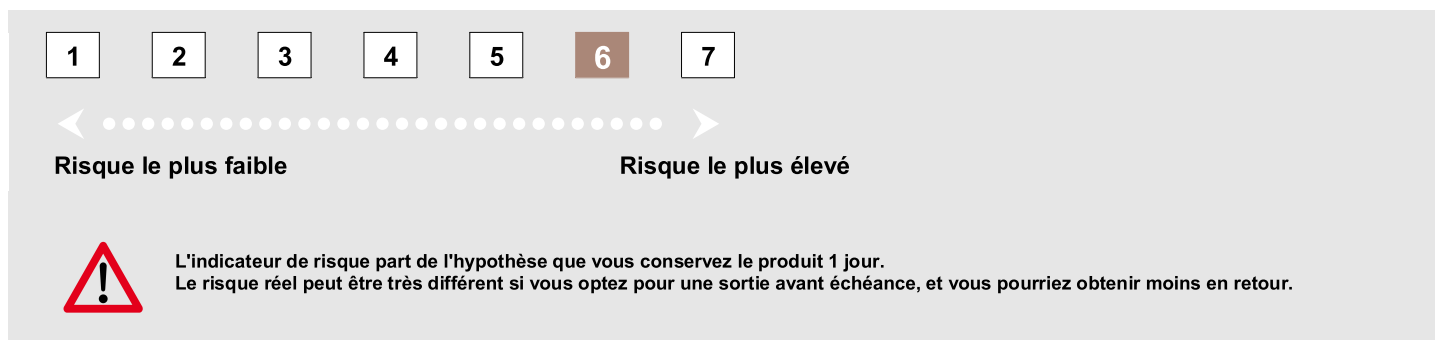 1 2 3 4 5 6 7
Risque le plus faible Risque le plus élevé
L'indicateur de risque part de l'hypothèse que vous conservez le produit 1 jour.
Le risque réel peut être très différent si vous optez pour une sortie avant échéance, et vous pourriez obtenir moins en retour.